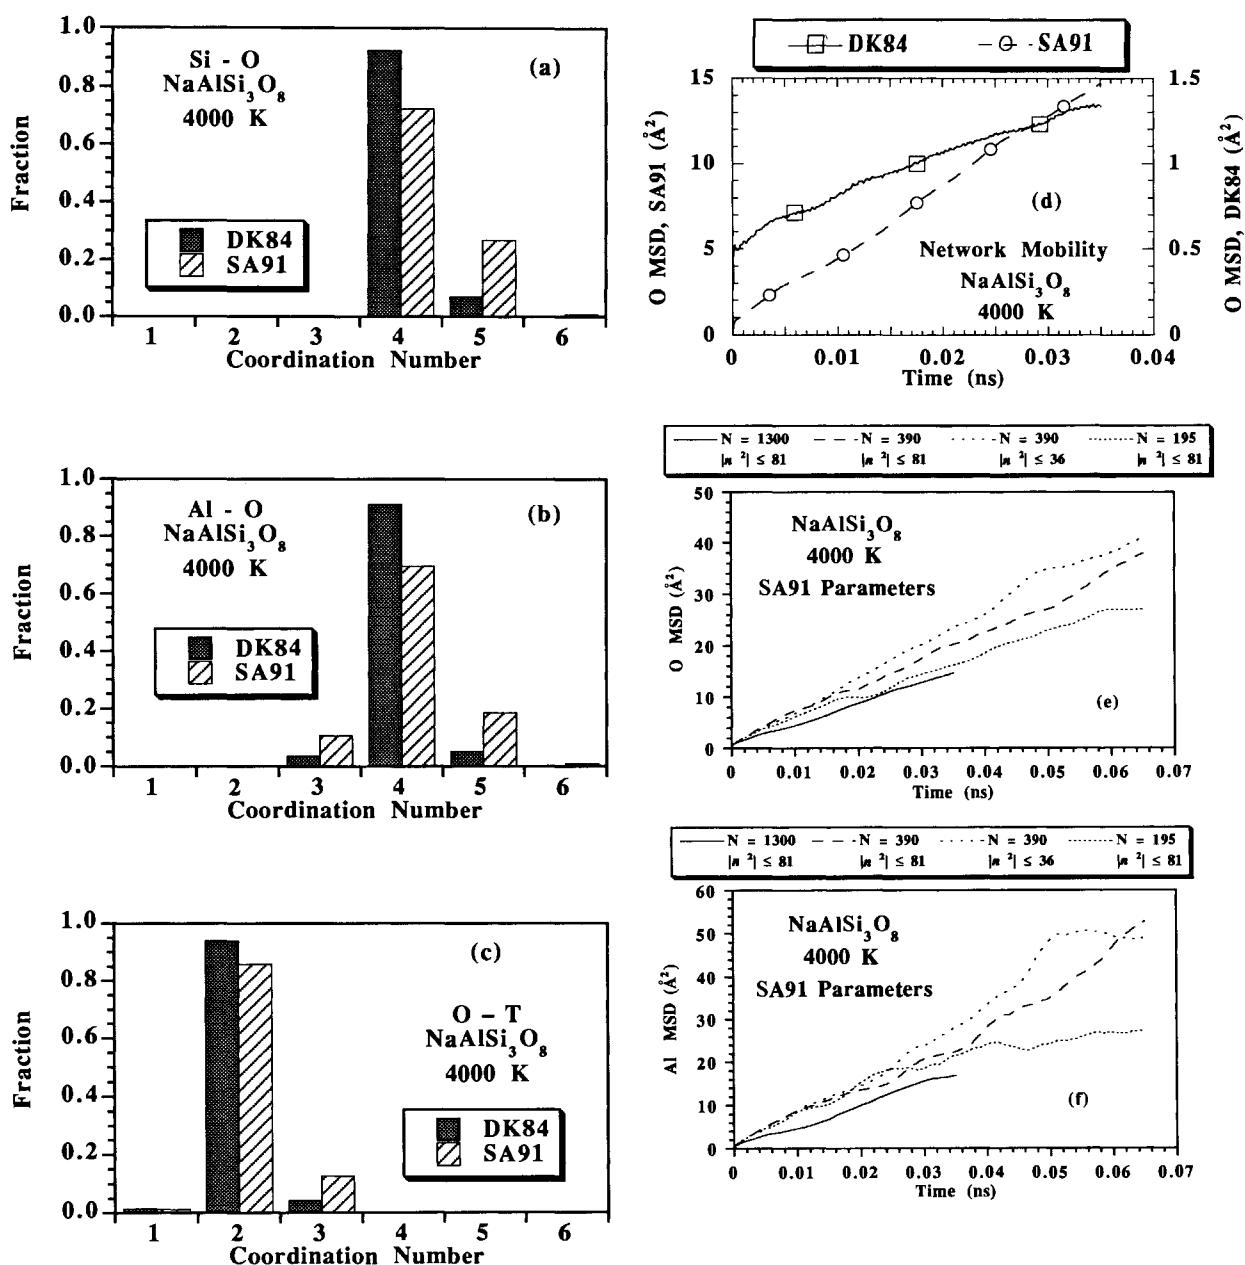 1.0
0.8
0.6
0.4
0.2
0.0
Fraction
Si - O
NaAlSi3O8
4000 K
(a)
DK84
SA91
1 2 3 4 5 6
Coordination Number
DK84 SA91
15
10
5
0
O MSD, SA91 (Å2)
1.5
1
0.5
0
O MSD, DK84 (Å2)
(d)
Network Mobility
NaAlSi3O8
4000 K
0 0.01 0.02 0.03 0.04
Time (ns)
1.0
0.8
0.6
0.4
0.2
0.0
Fraction
Al - O
NaAlSi3O8
4000 K
(b)
DK84
SA91
1 2 3 4 5 6
Coordination Number
N = 1300 N = 390 N = 390 N = 195
|n 2| ≤ 81 |n 2| ≤ 81 |n 2| ≤ 36 |n 2| ≤ 81
50
40
30
20
10
0
O MSD (Å2)
NaAlSi3O8
4000 K
SA91 Parameters
(e)
0 0.01 0.02 0.03 0.04 0.05 0.06 0.07
Time (ns)
1.0
0.8
0.6
0.4
0.2
0.0
Fraction
(c)
O – T
NaAlSi3O8
4000 K
DK84
SA91
1 2 3 4 5 6
Coordination Number
N = 1300 N = 390 N = 390 N = 195
|n 2| ≤ 81 |n 2| ≤ 81 |n 2| ≤ 36 |n 2| ≤ 81
60
50
40
30
20
10
0
Al MSD (Å2)
NaAlSi3O8
4000 K
SA91 Parameters
(f)
0 0.01 0.02 0.03 0.04 0.05 0.06 0.07
Time (ns)